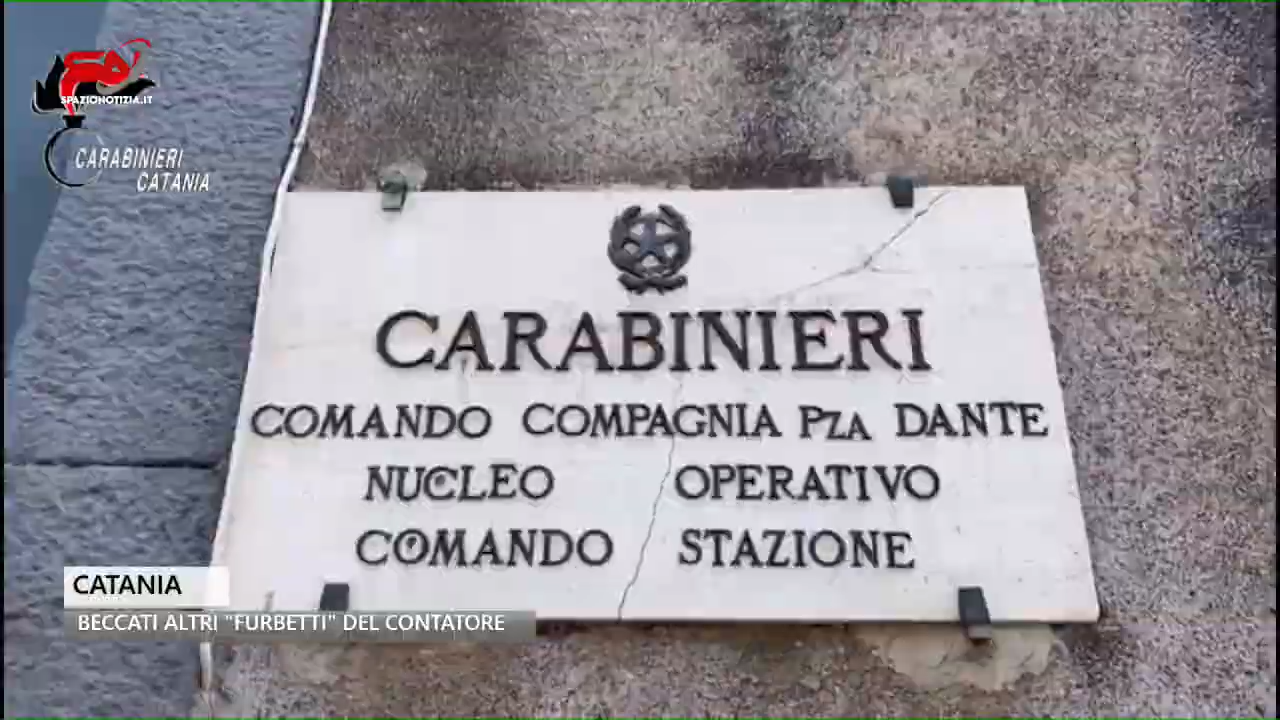 SPAZIONOTIZIA.IT
CARABINIERI
CATANIA
CARABINIERI
COMANDO COMPAGNIA PZA DANTE
NUCLEO OPERATIVO
COMANDO STAZIONE
CATANIA
BECCATI ALTRI "FURBETTI" DEL CONTATORE